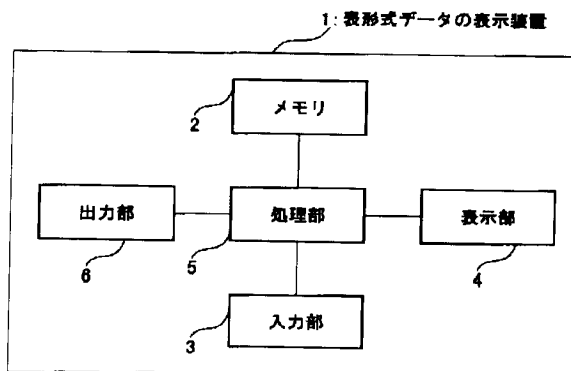 1:表形式データの表示装置
メモリ
2
出力部
処理部
表示部
6
5
4
入力部
3